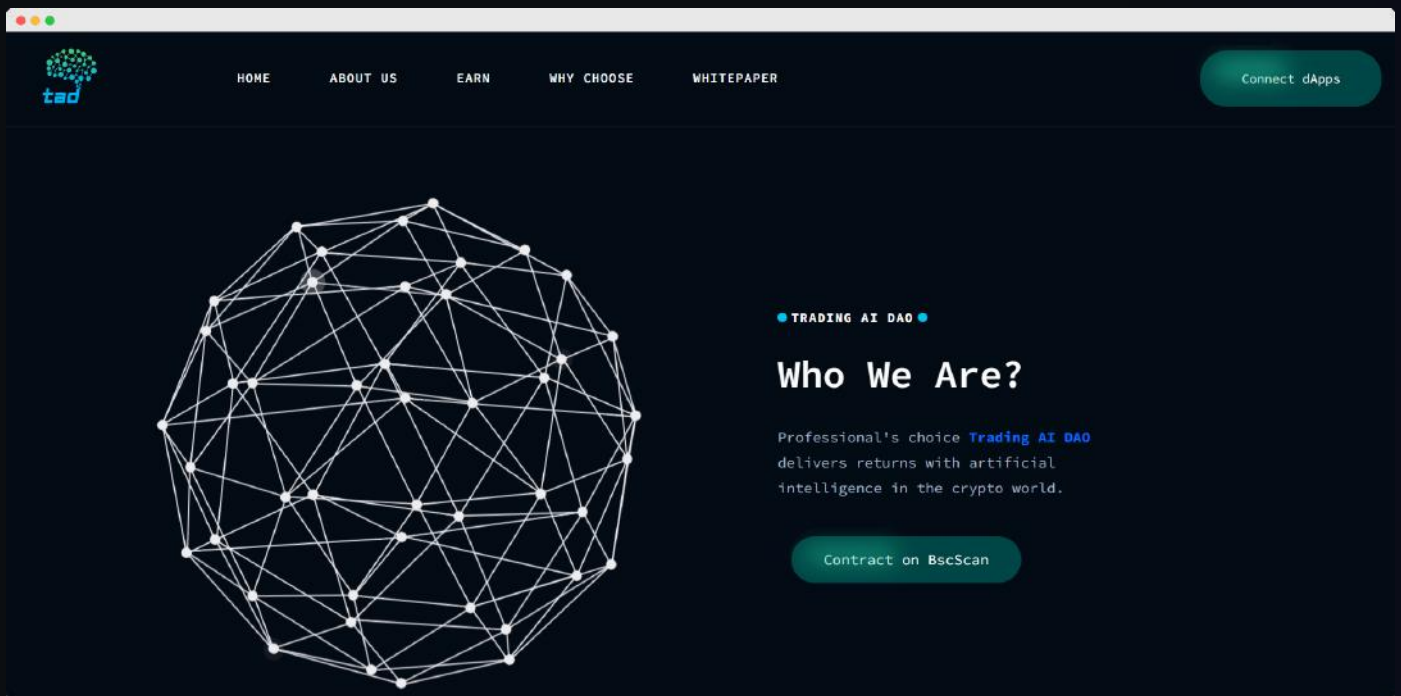 tad
HOME
ABOUT US
EARN
WHY CHOOSE
WHITEPAPER
Connect dApps
TRADING AI DAO
Who We Are?
Professional's choice Trading AI DAO
delivers returns with artificial
intelligence in the crypto world.
Contract on BscScan